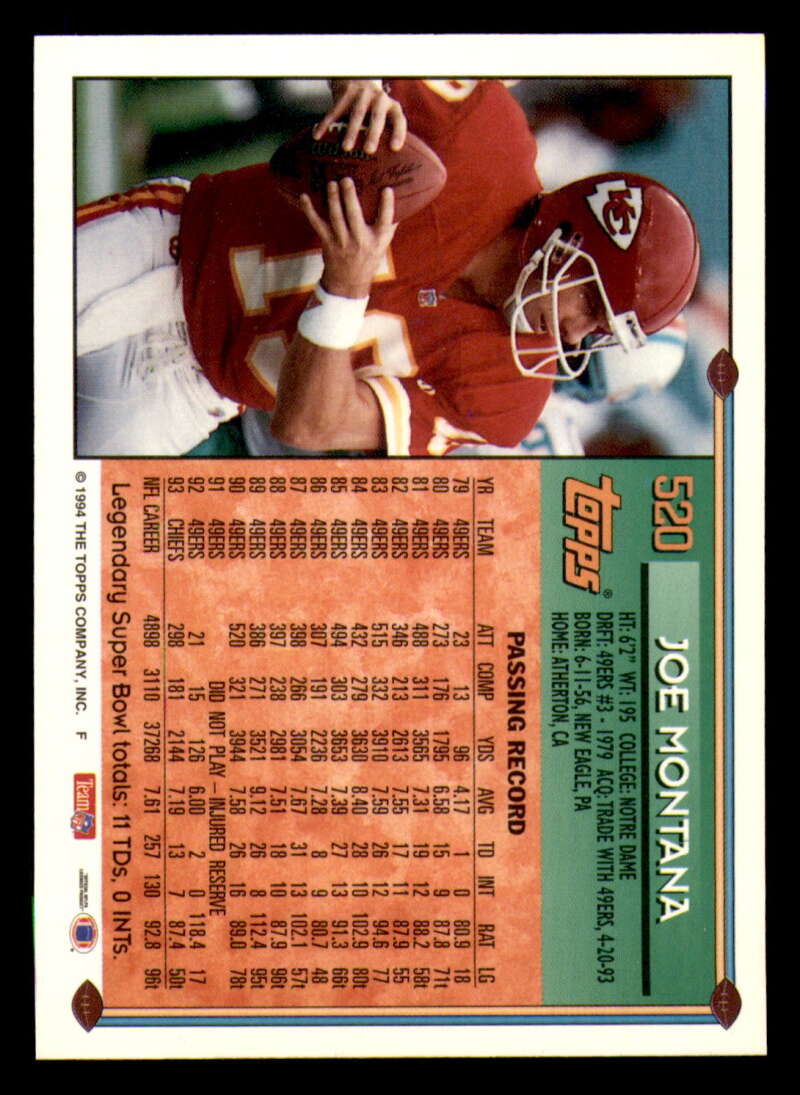 520
JOE MONTANA
topps®
HT: 6'2" WT: 195 COLLEGE: NOTRE DAME
DRFT: 49ERS #3 - 1979 ACQ: TRADE WITH 49ERS, 4-20-93
BORN: 6-11-56, NEW EAGLE, PA
HOME: ATHERTON, CA
PASSING RECORD
YR TEAM ATT COMP YDS AVG TD INT RAT LG
79 49ERS 23 13 96 4.17 1 0 80.9 18
80 49ERS 273 176 1795 6.58 15 9 87.8 71t
81 49ERS 488 311 3565 7.31 19 12 88.2 58t
82 49ERS 346 213 2613 7.55 17 11 87.9 55
83 49ERS 515 332 3910 7.59 26 12 94.6 77
84 49ERS 432 279 3630 8.40 28 10 102.9 80t
85 49ERS 494 303 3653 7.39 27 13 91.3 66t
86 49ERS 307 191 2236 7.28 8 9 80.7 48
87 49ERS 398 266 3054 7.67 31 13 102.1 57t
88 49ERS 397 238 2981 7.51 18 10 87.9 96t
89 49ERS 386 271 3521 9.12 26 8 112.4 95t
90 49ERS 520 321 3944 7.58 26 16 89.0 78t
91 49ERS DID NOT PLAY – INJURED RESERVE
92 49ERS 21 15 126 6.00 2 0 118.4 17
93 CHIEFS 298 181 2144 7.19 13 7 87.4 50t
NFL CAREER 4898 3110 37268 7.61 257 130 92.8 96t
Legendary Super Bowl totals: 11 TDs, 0 INTs.
© 1994 THE TOPPS COMPANY, INC. F
Team NFL
KC
15